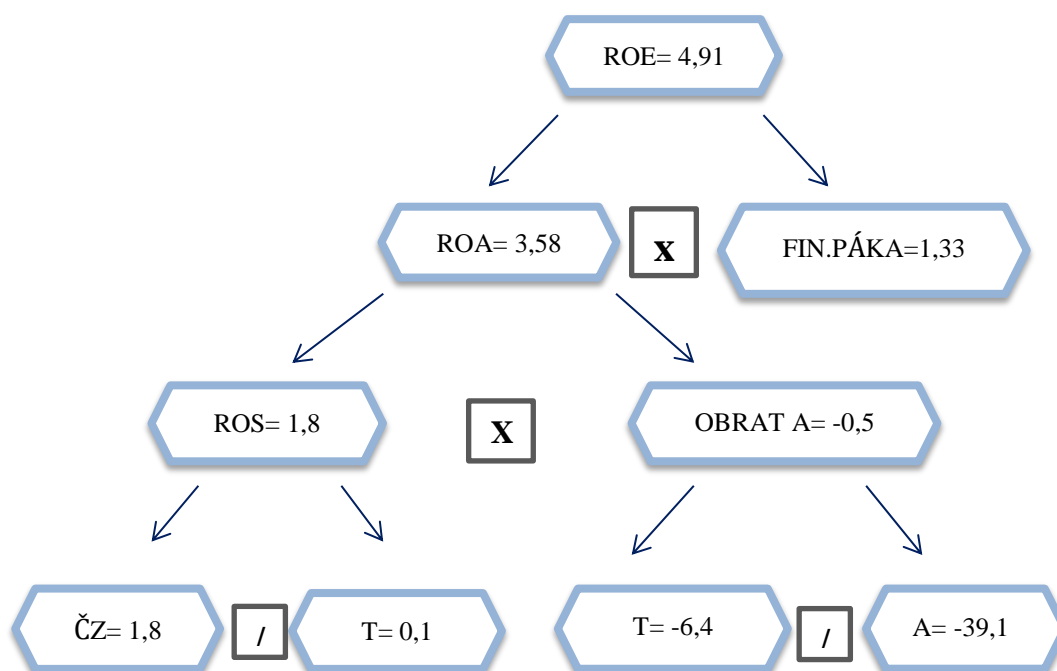 ROE= 4,91
ROA= 3,58
x
FIN.PÁKA=1,33
ROS= 1,8
X
OBRAT A= -0,5
ČZ= 1,8
/
T= 0,1
T= -6,4
/
A= -39,1